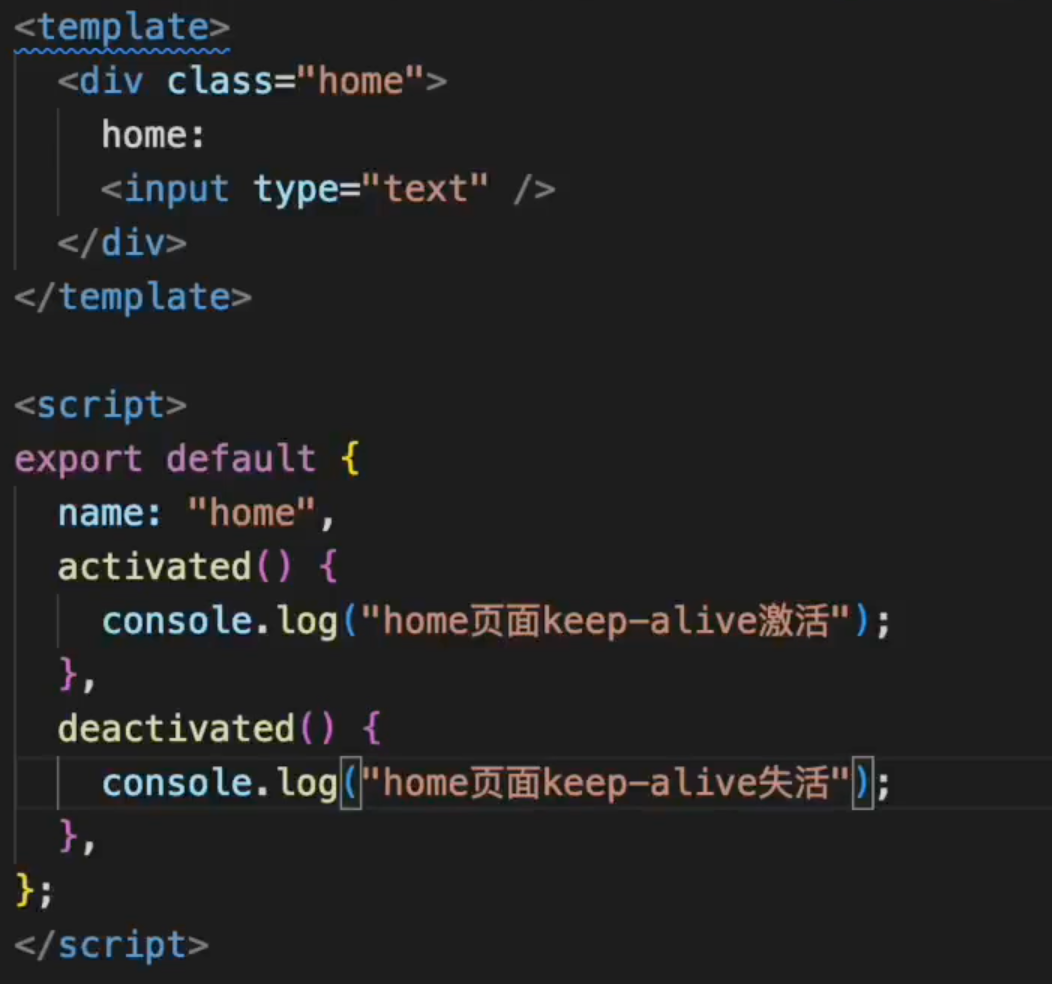 <template>
  <div class="home">
    home:
    <input type="text" />
  </div>
</template>

<script>
export default {
  name: "home",
  activated() {
    console.log("home页面keep-alive激活");
  },
  deactivated() {
    console.log("home页面keep-alive失活");
  },
};
</script>